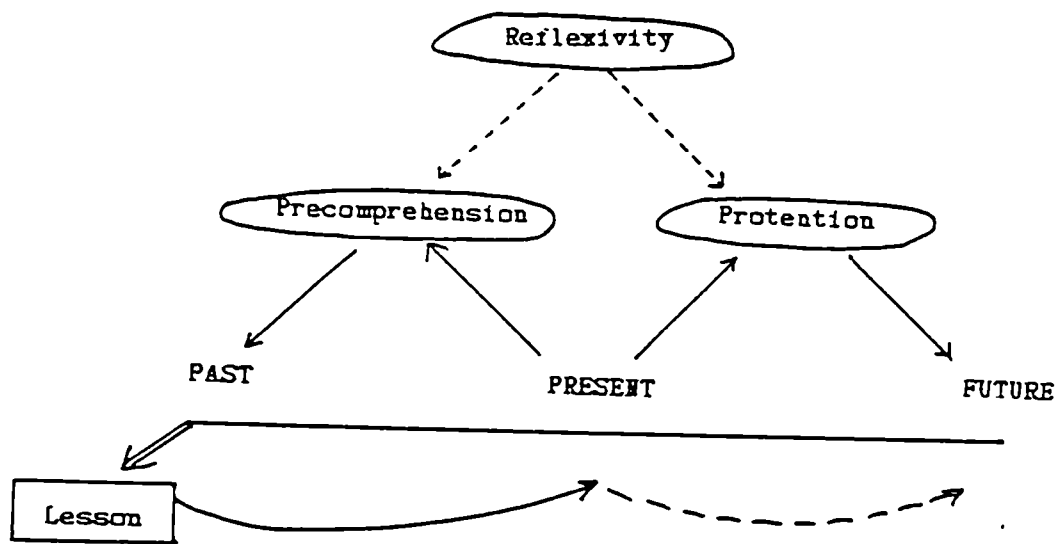 Reflexivity
Precomprehension Protention
PAST PRESENT FUTURE
Lesson